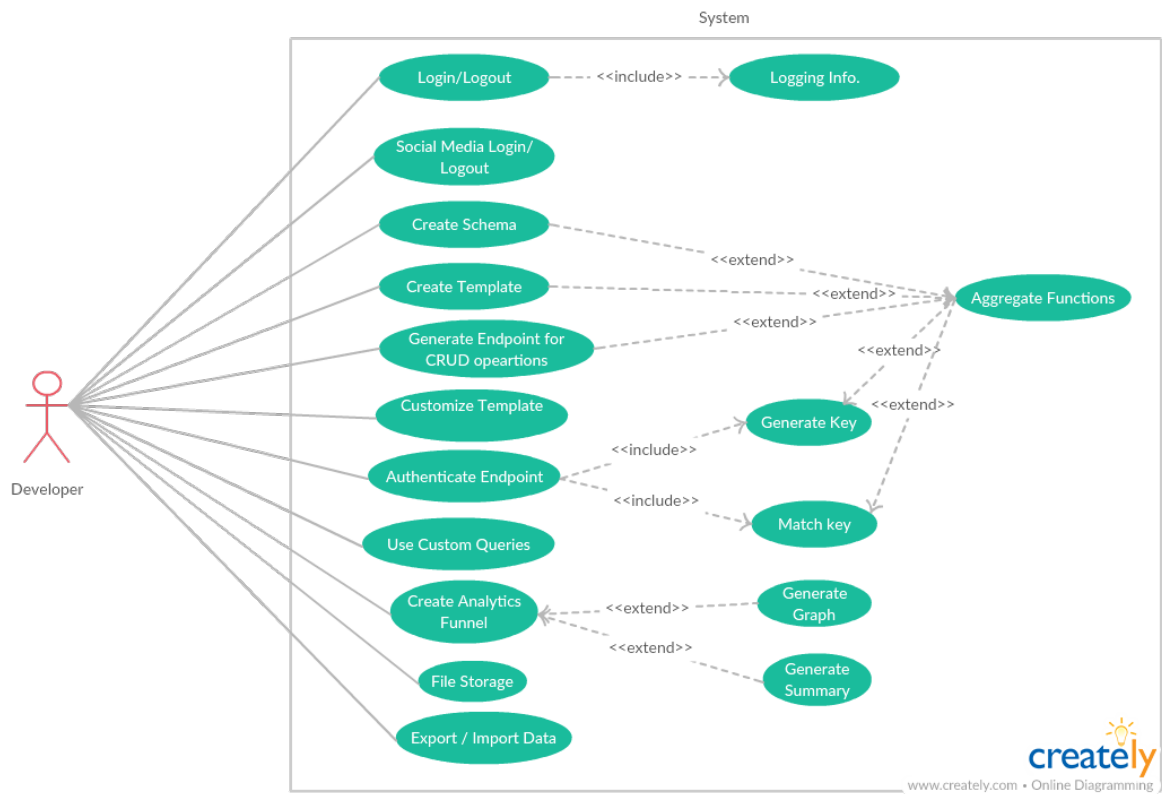 System
Login/Logout
<<include>>
Logging Info.
Social Media Login/
Logout
Create Schema
<<extend>>
Create Template
<<extend>>
Aggregate Functions
Generate Endpoint for
CRUD opeartions
<<extend>>
<<extend>>
Customize Template
<<extend>>
Generate Key
Authenticate Endpoint
<<include>>
<<include>>
Match key
Developer
Use Custom Queries
Create Analytics
Funnel
<<extend>>
Generate
Graph
<<extend>>
Generate
Summary
File Storage
Export / Import Data
creately
www.creately.com • Online Diagramming